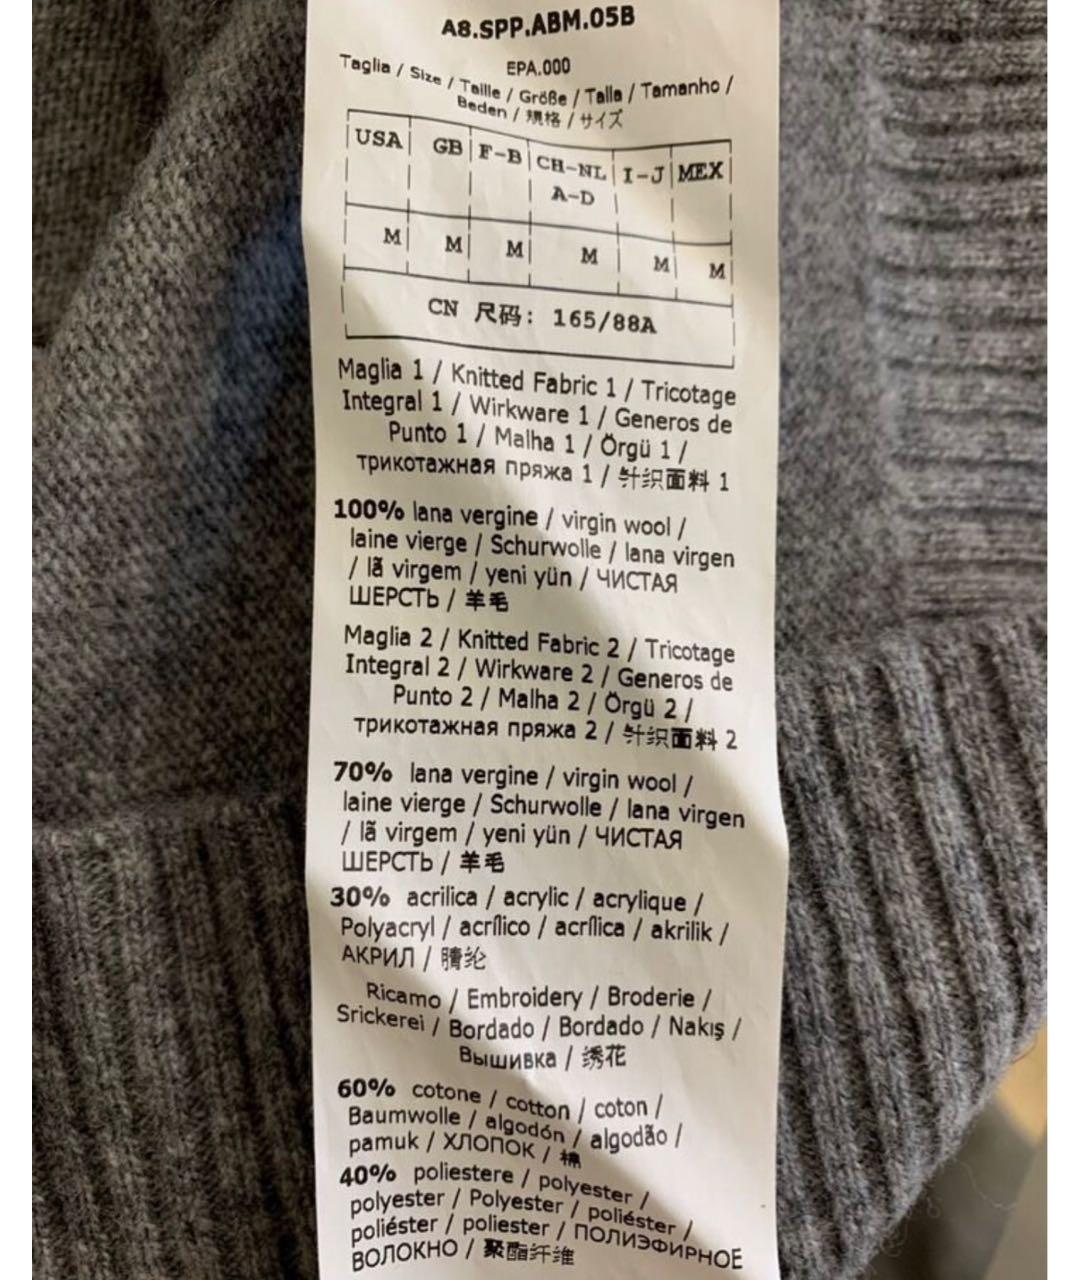 A8.SPP.ABM.05B
EPA.000
Taglia / Size / Taille / Größe / Talla / Tamanho /
Beden / 規格 / サイズ
USA GB F-B CH-NL I-J MEX
A-D
M M M M M M
CN 尺码: 165/88A
Maglia 1 / Knitted Fabric 1 / Tricotage
Integral 1 / Wirkware 1 / Generos de
Punto 1 / Malha 1 / Örgü 1 /
трикотажная пряжа 1 / 针织面料 1
100% lana vergine / virgin wool /
laine vierge / Schurwolle / lana virgen
/ lã virgem / yeni yün / ЧИСТАЯ
ШЕРСТЬ / 羊毛
Maglia 2 / Knitted Fabric 2 / Tricotage
Integral 2 / Wirkware 2 / Generos de
Punto 2 / Malha 2 / Örgü 2 /
трикотажная пряжа 2 / 针织面料 2
70% lana vergine / virgin wool /
laine vierge / Schurwolle / lana virgen
/ lã virgem / yeni yün / ЧИСТАЯ
ШЕРСТЬ / 羊毛
30% acrilica / acrylic / acrylique /
Polyacryl / acrílico / acrílica / akrilik /
АКРИЛ / 腈纶
Ricamo / Embroidery / Broderie /
Srickerei / Bordado / Bordado / Nakış /
Вышивка / 绣花
60% cotone / cotton / coton /
Baumwolle / algodón / algodão /
pamuk / ХЛОПОК / 棉
40% poliestere / polyester /
polyester / Polyester / poliéster /
poliéster / poliester / ПОЛИЭФИРНОЕ
ВОЛОКНО / 聚酯纤维